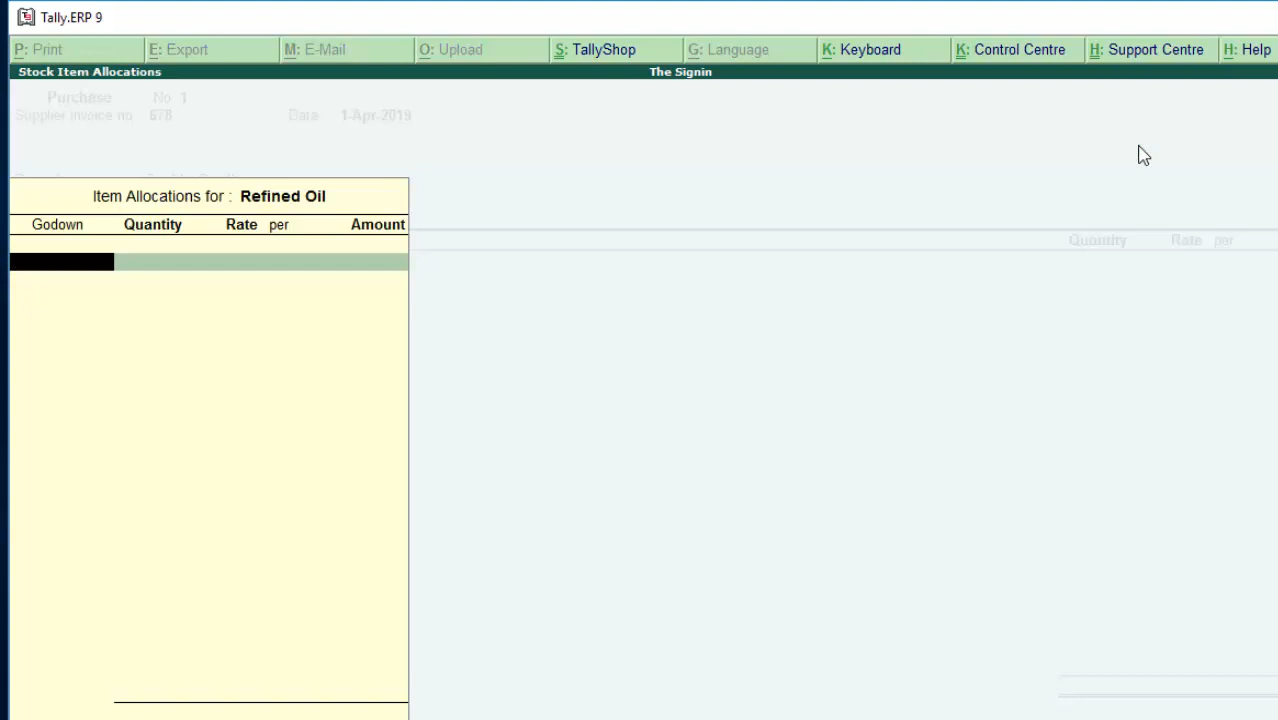 Tally.ERP 9
P: Print E: Export M: E-Mail O: Upload S: TallyShop G: Language K: Keyboard K: Control Centre H: Support Centre H: Help
Stock Item Allocations The Signin
Purchase No 1
Supplier invoice no 678 Date 1-Apr-2018
Item Allocations for : Refined Oil
Godown Quantity Rate per Amount
Quantity Rate per